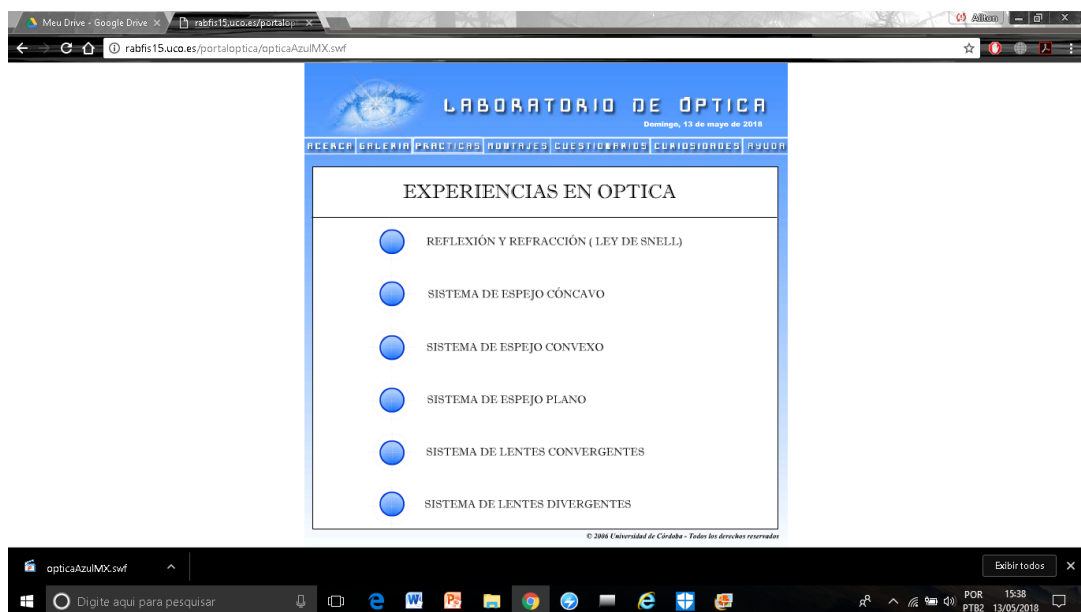 Meu Drive - Google Drive
rabfis15.uco.es/portalop
Ailton
rabfis15.uco.es/portaloptica/opticaAzulMX.swf
LABORATORIO DE ÓPTICA
Domingo, 13 de mayo de 2018
ACERCA GALERIA PRACTICAS MONTAJES CUESTIONARIOS CURIOSIDADES AYUDA
EXPERIENCIAS EN OPTICA
REFLEXIÓN Y REFRACCIÓN ( LEY DE SNELL)
SISTEMA DE ESPEJO CÓNCAVO
SISTEMA DE ESPEJO CONVEXO
SISTEMA DE ESPEJO PLANO
SISTEMA DE LENTES CONVERGENTES
SISTEMA DE LENTES DIVERGENTES
© 2006 Universidad de Córdoba - Todos los derechos reservados
opticaAzulMX.swf
Exibir todos
Digite aqui para pesquisar
POR 15:38
PTB2 13/05/2018